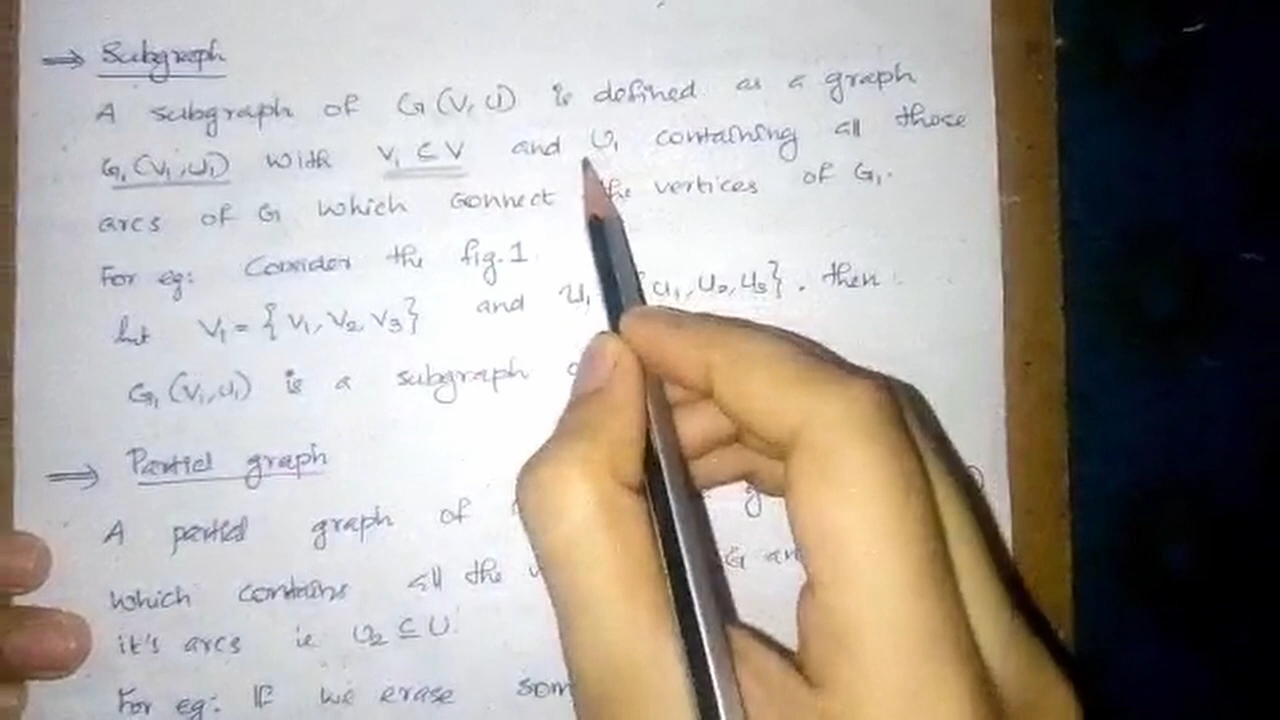 ⇒ Subgraph
A subgraph of G(V, U) is defined as a graph
G₁(V₁,U₁) with V₁ ⊆ V and U₁ containing all those
arcs of G which connect the vertices of G₁.
For eg: Consider the fig.1.
let V₁ = { V₁, V₂, V₃} and U₁ {u₁, u₂, u₃}. then
G₁ (V₁,U₁) is a subgraph
⇒ Partial graph
A partial graph of
which contains all the G
it's arcs ie U₂ ⊆ U.
For eg: If we erase